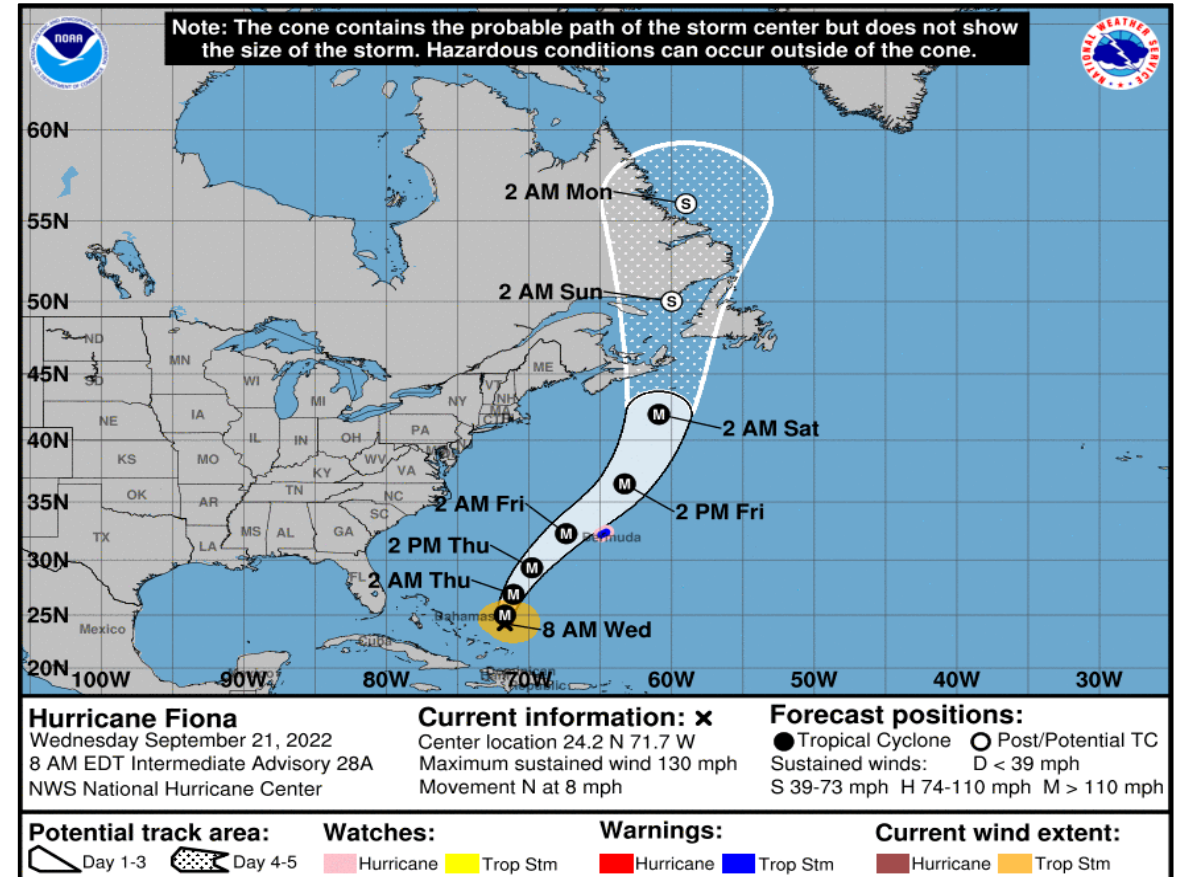 Note: The cone contains the probable path of the storm center but does not show
the size of the storm. Hazardous conditions can occur outside of the cone.
NOAA
NATIONAL WEATHER SERVICE
60N
2 AM Mon
S
55N
2 AM Sun
S
50N
ND
MN
45N
SD
WI
MI
ME
VT
NH
NY
MA
CT
NE
IA
M
2 AM Sat
40N
IL
IN
OH
PA
NJ
KS
MO
WV
KY
VA
M
2 PM Fri
35N
OK
AR
TN
NC
SC
2 AM Fri
M
Bermuda
TX
MS
AL
GA
LA
2 PM Thu
M
30N
FL
2 AM Thu
M
25N
Bahamas
M
8 AM Wed
Mexico
Cuba
20N
Dominican
Republic
100W
90W
80W
70W
60W
50W
40W
30W
Hurricane Fiona
Wednesday September 21, 2022
8 AM EDT Intermediate Advisory 28A
NWS National Hurricane Center
Current information: x
Center location 24.2 N 71.7 W
Maximum sustained wind 130 mph
Movement N at 8 mph
Forecast positions:
Tropical Cyclone
Post/Potential TC
Sustained winds: D < 39 mph
S 39-73 mph H 74-110 mph M > 110 mph
Potential track area:
Day 1-3
Day 4-5
Watches:
Hurricane
Trop Stm
Warnings:
Hurricane
Trop Stm
Current wind extent:
Hurricane
Trop Stm